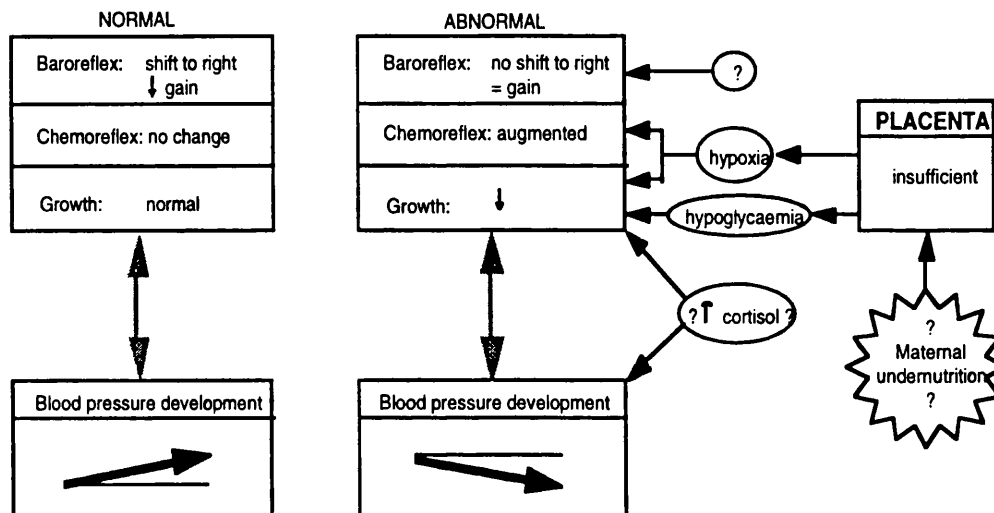 NORMAL
Baroreflex: shift to right
↓ gain
Chemoreflex: no change
Growth: normal
Blood pressure development
ABNORMAL
Baroreflex: no shift to right
= gain
Chemoreflex: augmented
Growth: ↓
Blood pressure development
?
hypoxia
hypoglycaemia
? ↑ cortisol ?
PLACENTA
insufficient
?
Maternal
undernutrition
?